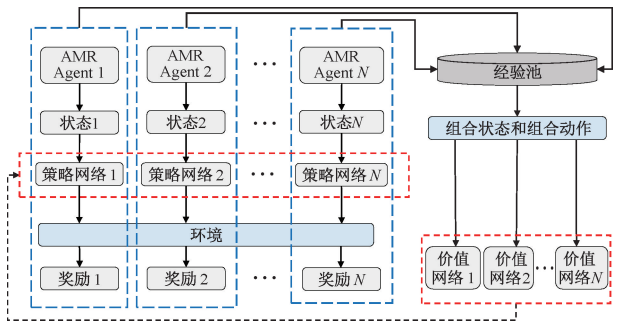 AMR
Agent 1
AMR
Agent 2
...
AMR
Agent N
经验池
状态1
状态2
...
状态N
组合状态和组合动作
策略网络 1
策略网络 2
...
策略网络 N
环境
价值
网络 1
价值
网络2
...
价值
网络N
奖励 1
奖励 2
...
奖励 N